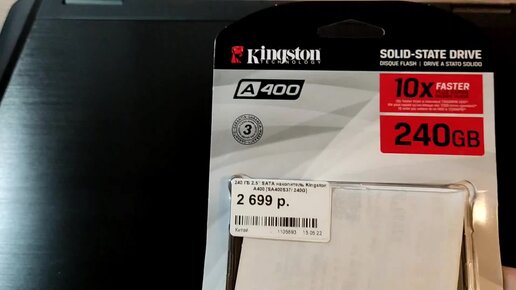 Kingston
TECHNOLOGY
SOLID-STATE DRIVE
DISQUE FLASH | DRIVE A STATO SOLIDO
A400
10x FASTER
3
240GB
240 ГБ 2.5" SATA накопитель Kingston
A400 [SA400S37/ 240G]
2 699 р.
Китай
15 05 22